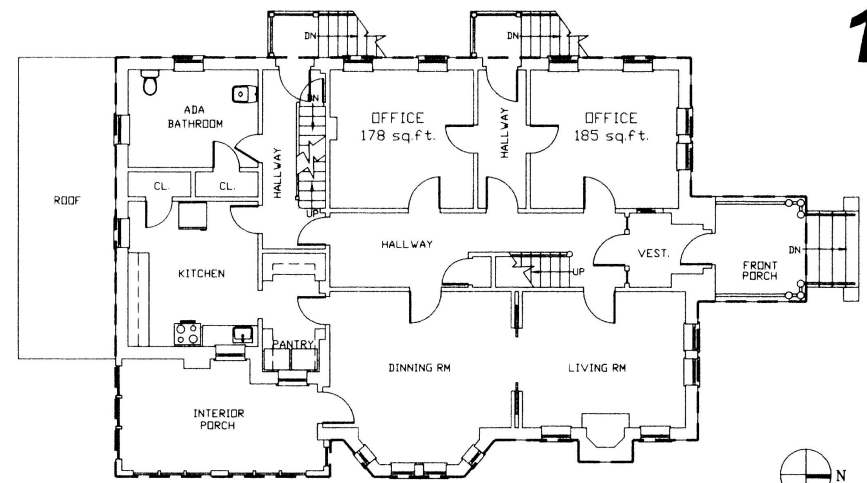 1
DN
DN
ADA
BATHROOM
DN
OFFICE
178 sq.ft.
HALLWAY
OFFICE
185 sq.ft.
HALLWAY
CL.
CL.
ROOF
UP
HALLWAY
VEST.
DN
KITCHEN
UP
FRONT
PORCH
PANTRY
DINNING RM
LIVING RM
INTERIOR
PORCH
N